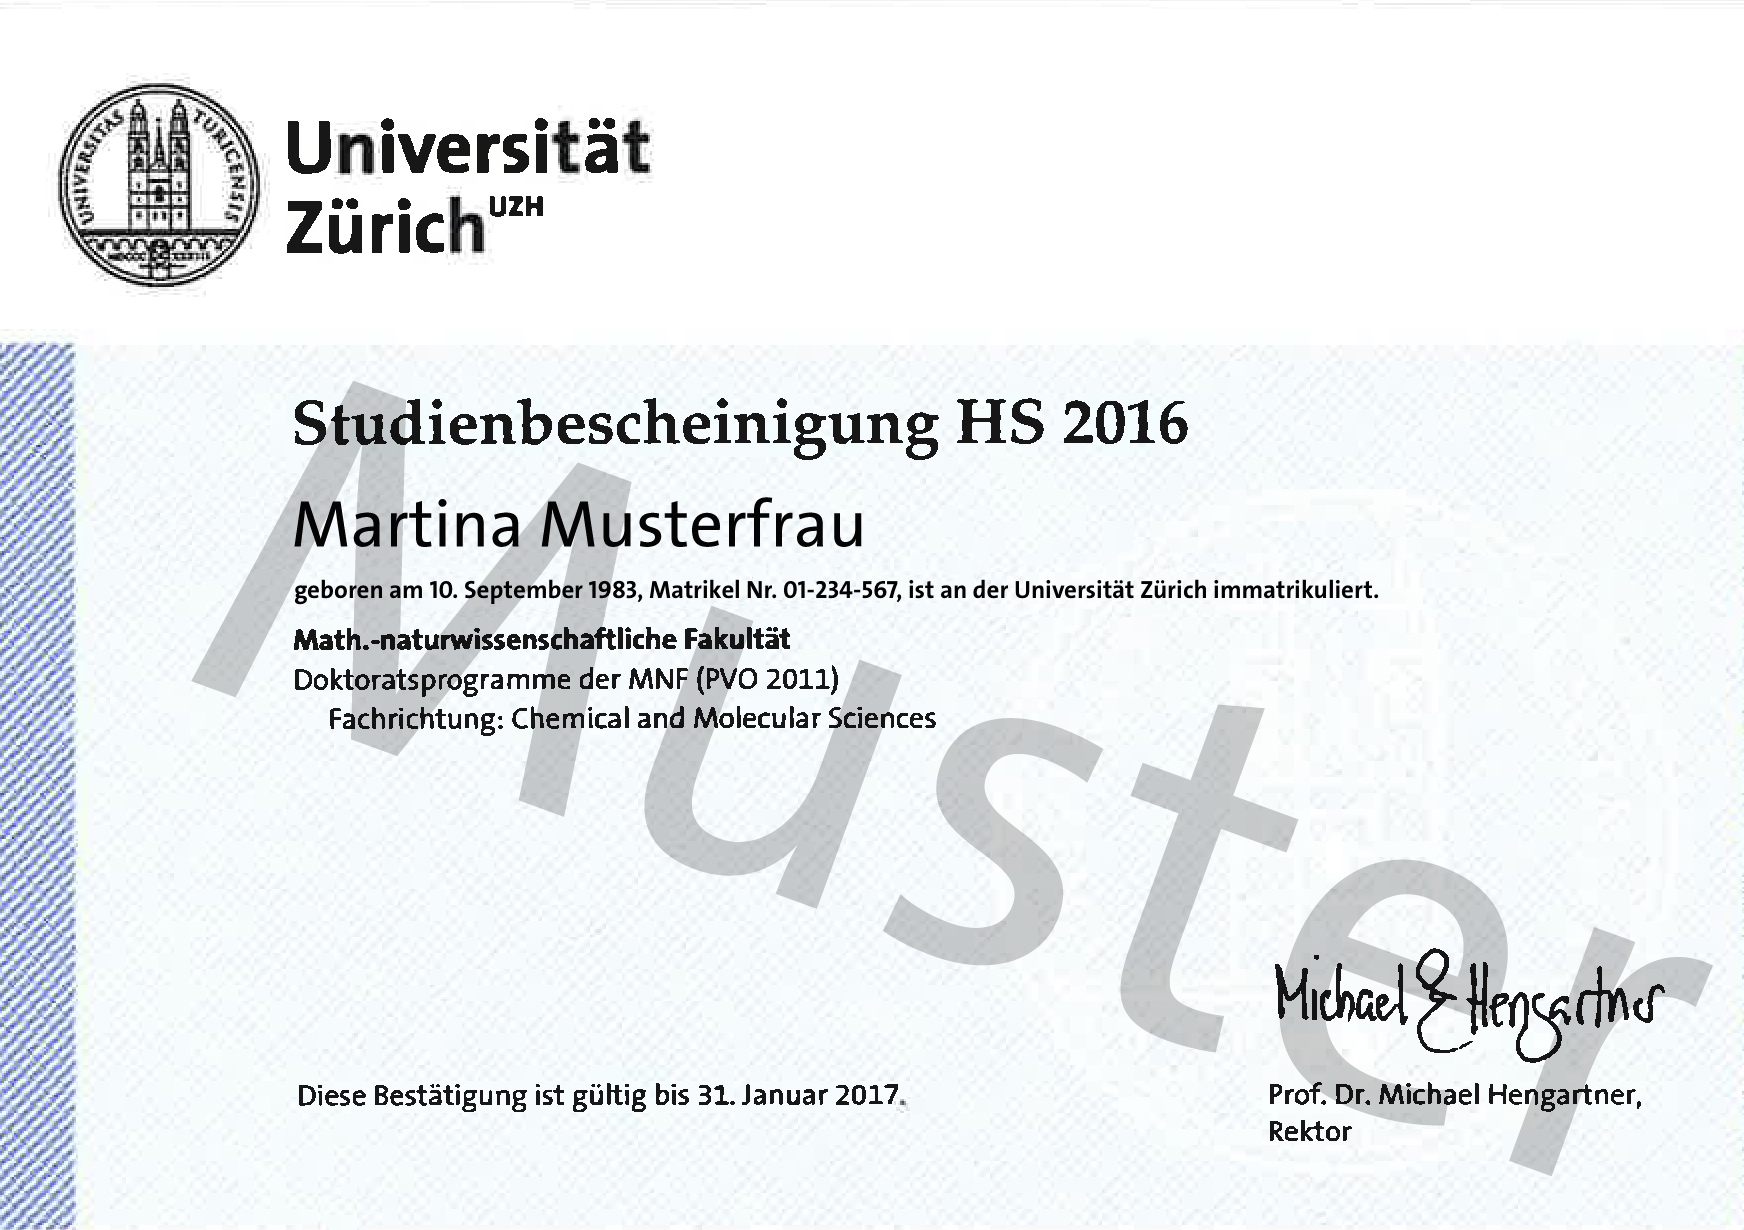 UNIVERSITAS TURICENSIS
MDCCC XXXIII
Universität
Zürich UZH
Studienbescheinigung HS 2016
Martina Musterfrau
geboren am 10. September 1983, Matrikel Nr. 01-234-567, ist an der Universität Zürich immatrikuliert.
Math.-naturwissenschaftliche Fakultät
Doktoratsprogramme der MNF (PVO 2011)
Fachrichtung: Chemical and Molecular Sciences
Muster
Michael Hengartner
Diese Bestätigung ist gültig bis 31. Januar 2017.
Prof. Dr. Michael Hengartner,
Rektor